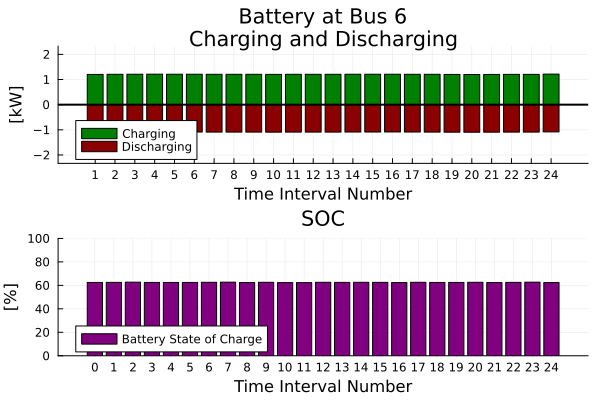 Battery at Bus 6
Charging and Discharging
[kW]
2
1
0
−1
−2
Charging
Discharging
1 2 3 4 5 6 7 8 9 10 11 12 13 14 15 16 17 18 19 20 21 22 23 24
Time Interval Number
SOC
[%]
100
80
60
40
20
0
Battery State of Charge
0 1 2 3 4 5 6 7 8 9 10 11 12 13 14 15 16 17 18 19 20 21 22 23 24
Time Interval Number